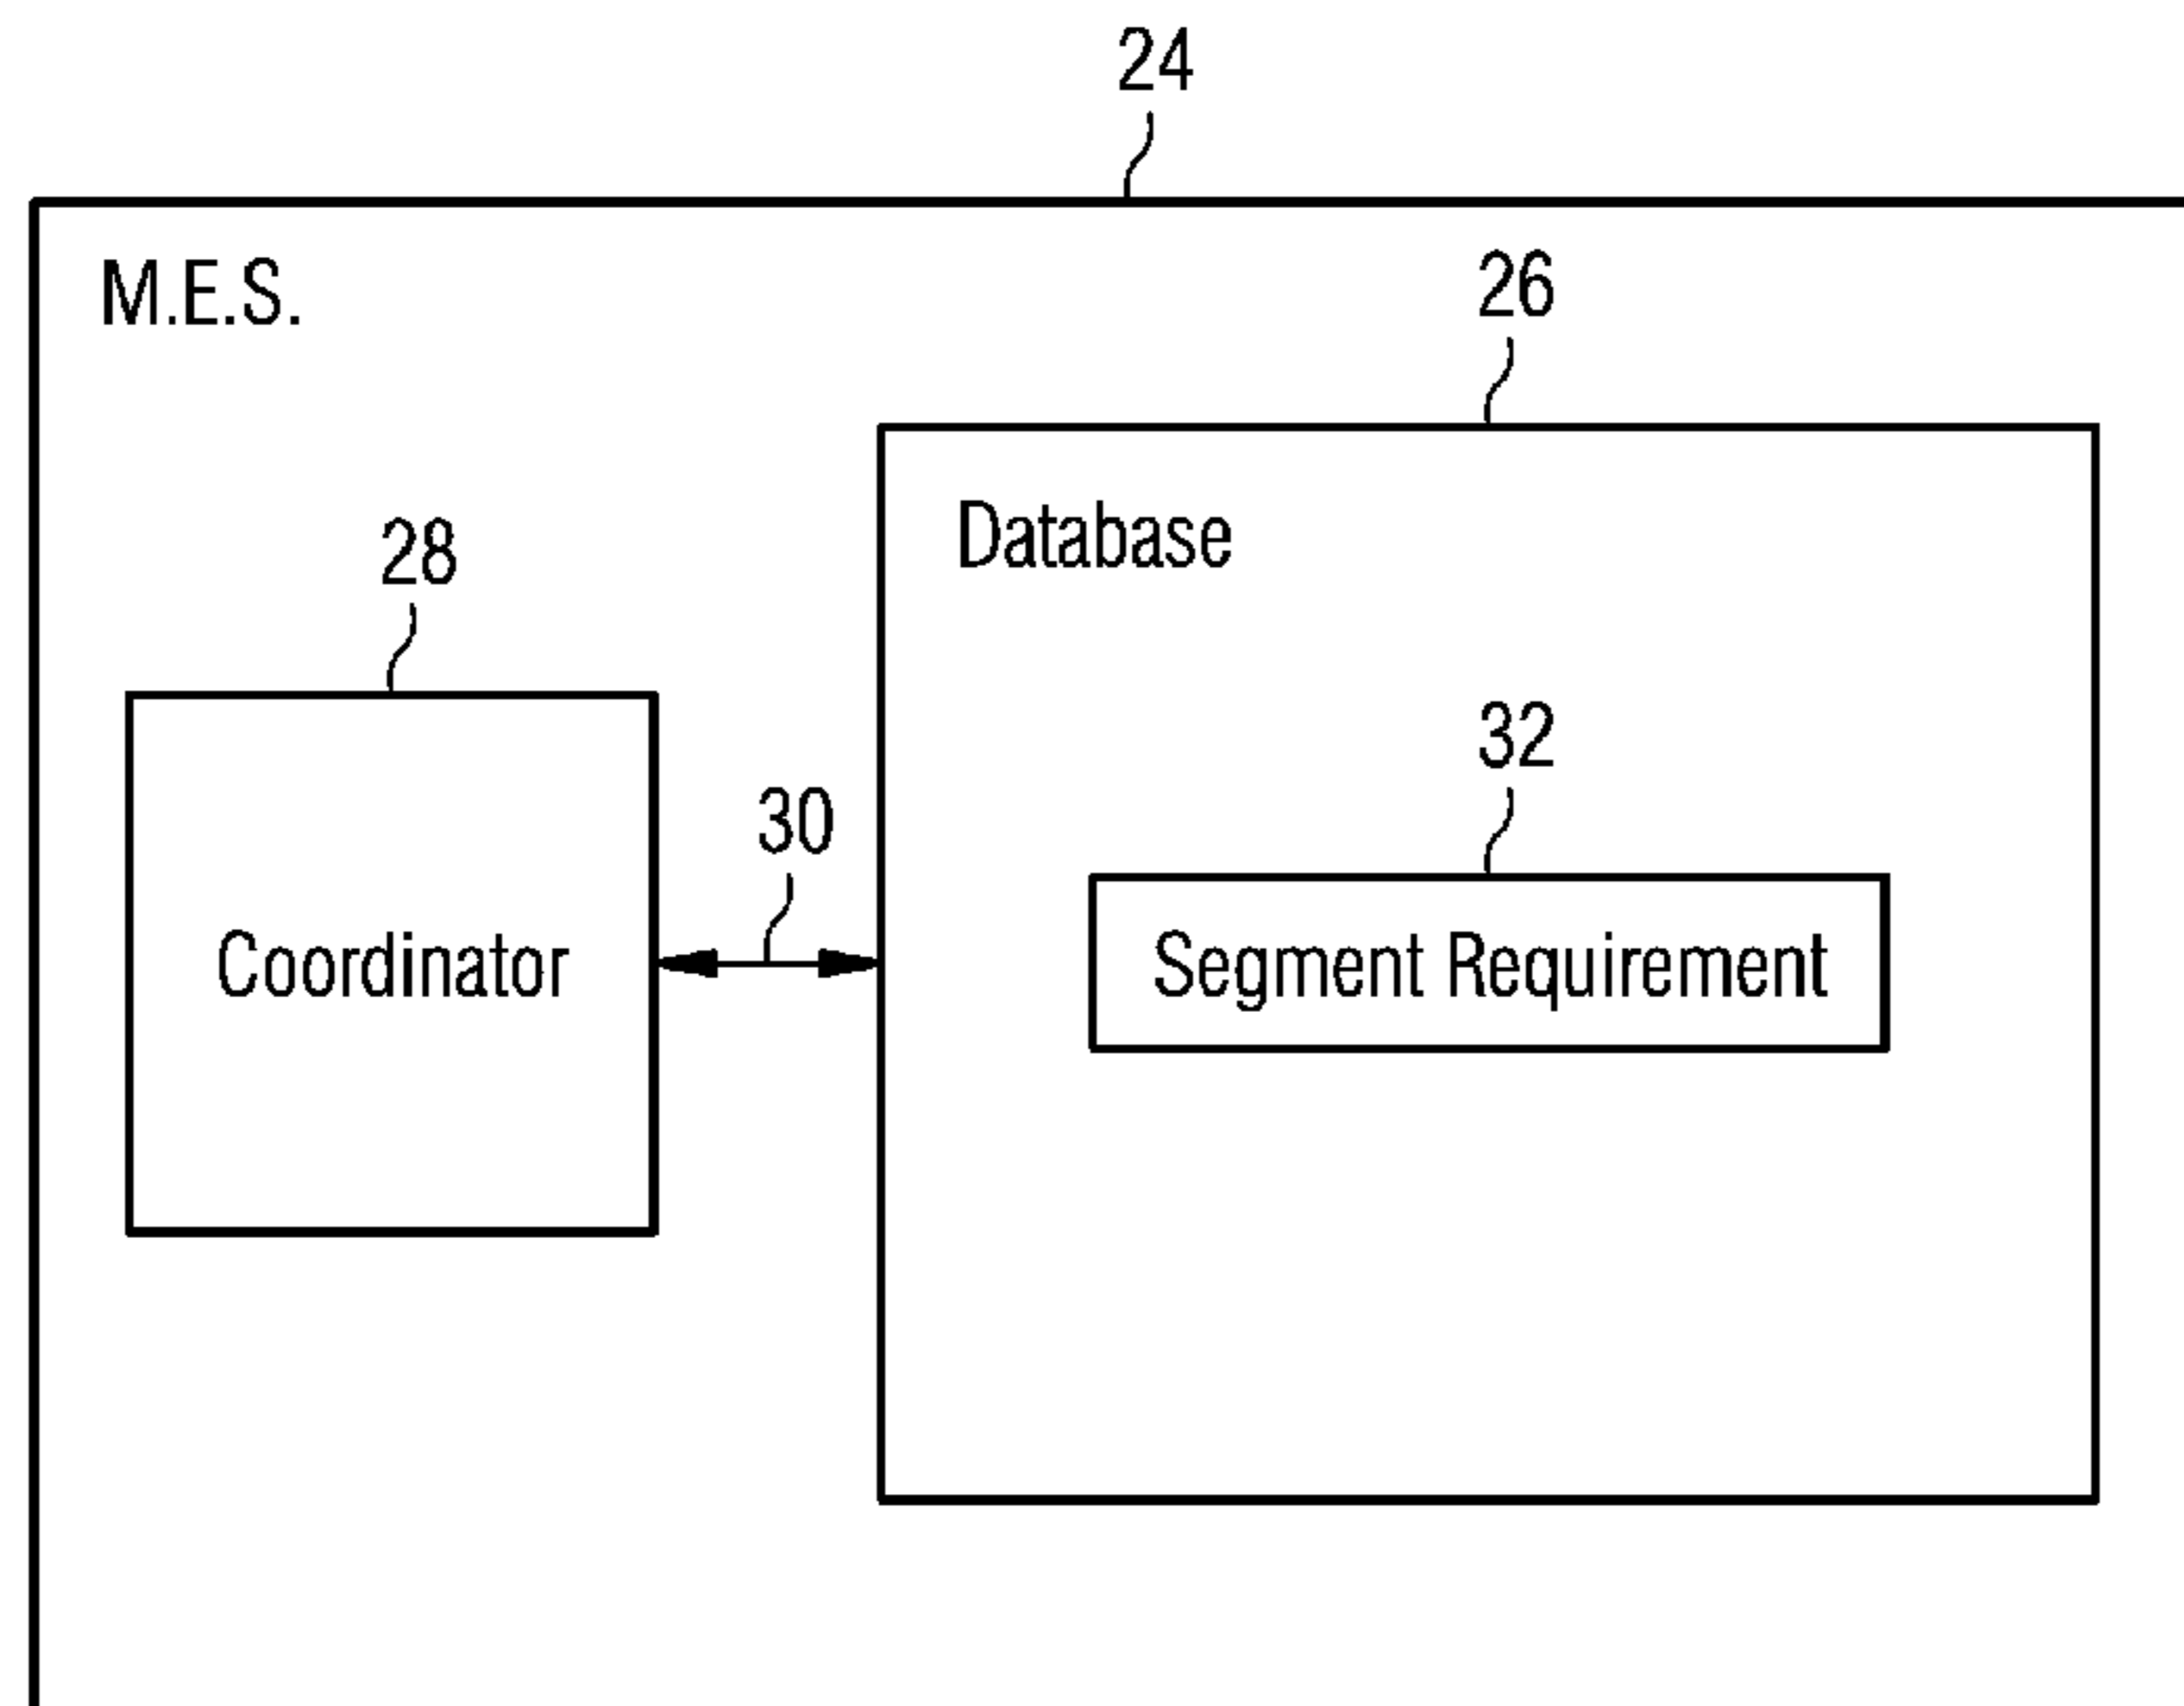 24
M.E.S.
26
Database
28
32
30
Coordinator
Segment Requirement